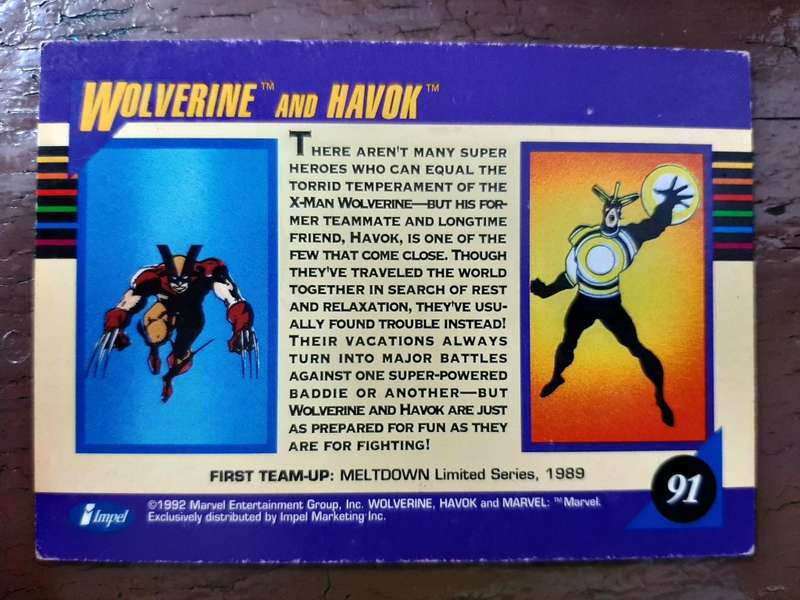 WOLVERINE™ AND HAVOK™
THERE AREN'T MANY SUPER
HEROES WHO CAN EQUAL THE
TORRID TEMPERAMENT OF THE
X-MAN WOLVERINE—BUT HIS FOR-
MER TEAMMATE AND LONGTIME
FRIEND, HAVOK, IS ONE OF THE
FEW THAT COME CLOSE. THOUGH
THEY'VE TRAVELED THE WORLD
TOGETHER IN SEARCH OF REST
AND RELAXATION, THEY'VE USU-
ALLY FOUND TROUBLE INSTEAD!
THEIR VACATIONS ALWAYS
TURN INTO MAJOR BATTLES
AGAINST ONE SUPER-POWERED
BADDIE OR ANOTHER—BUT
WOLVERINE AND HAVOK ARE JUST
AS PREPARED FOR FUN AS THEY
ARE FOR FIGHTING!
FIRST TEAM-UP: MELTDOWN Limited Series, 1989
91
i Impel
©1992 Marvel Entertainment Group, Inc. WOLVERINE, HAVOK and MARVEL: ™Marvel.
Exclusively distributed by Impel Marketing Inc.